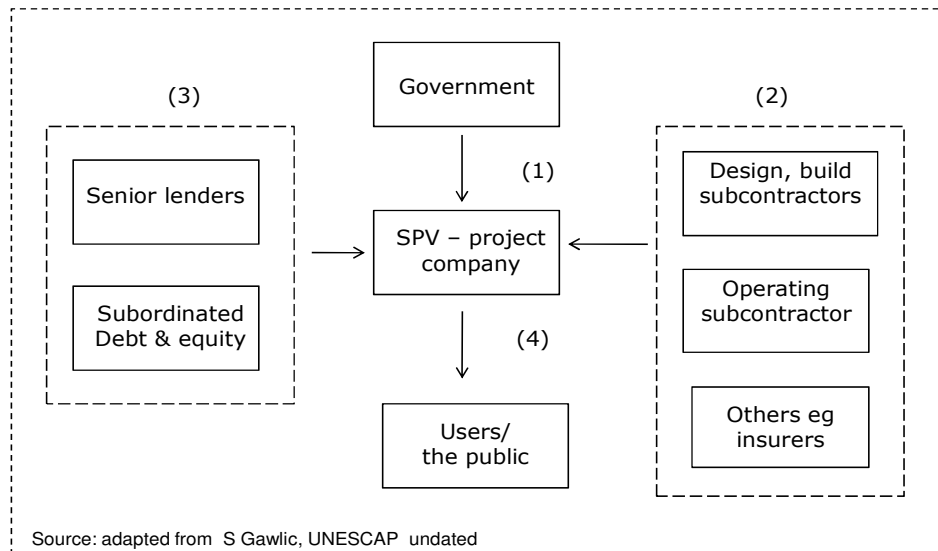 Government
(3)
(2)
(1)
Senior lenders
Subordinated
Debt & equity
SPV – project
company
Design, build
subcontractors
Operating
subcontractor
Others eg
insurers
(4)
Users/
the public
Source: adapted from S Gawlic, UNESCAP undated